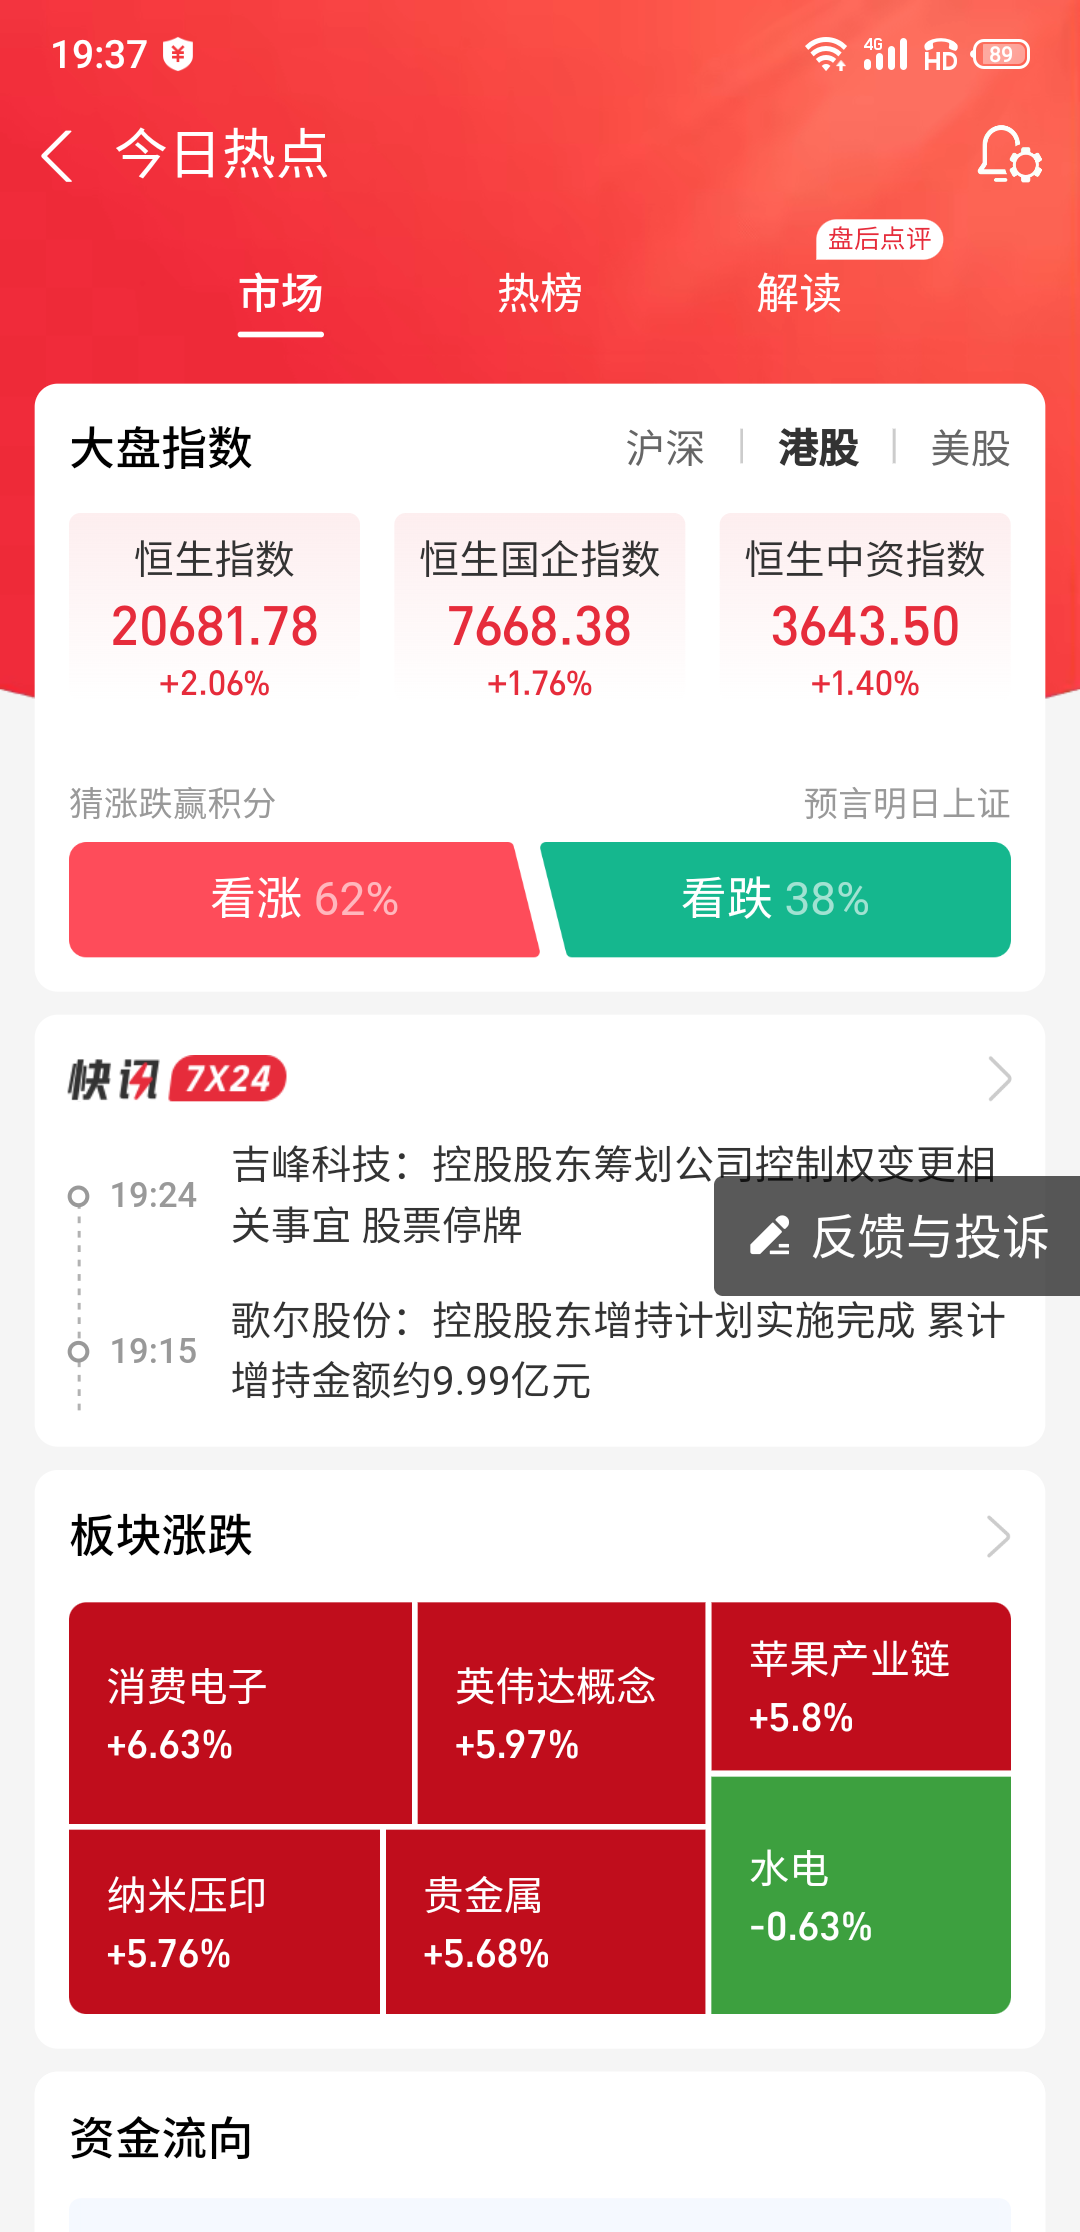 19:37
4G HD 89
今日热点
盘后点评
市场 热榜 解读
大盘指数 沪深 港股 美股
恒生指数 恒生国企指数 恒生中资指数
20681.78 7668.38 3643.50
+2.06% +1.76% +1.40%
猜涨跌赢积分 预言明日上证
看涨 62% 看跌 38%
快讯 7X24
19:24 吉峰科技：控股股东筹划公司控制权变更相
关事宜 股票停牌
反馈与投诉
19:15 歌尔股份：控股股东增持计划实施完成 累计
增持金额约9.99亿元
板块涨跌
消费电子
+6.63%
英伟达概念
+5.97%
苹果产业链
+5.8%
纳米压印
+5.76%
贵金属
+5.68%
水电
-0.63%
资金流向